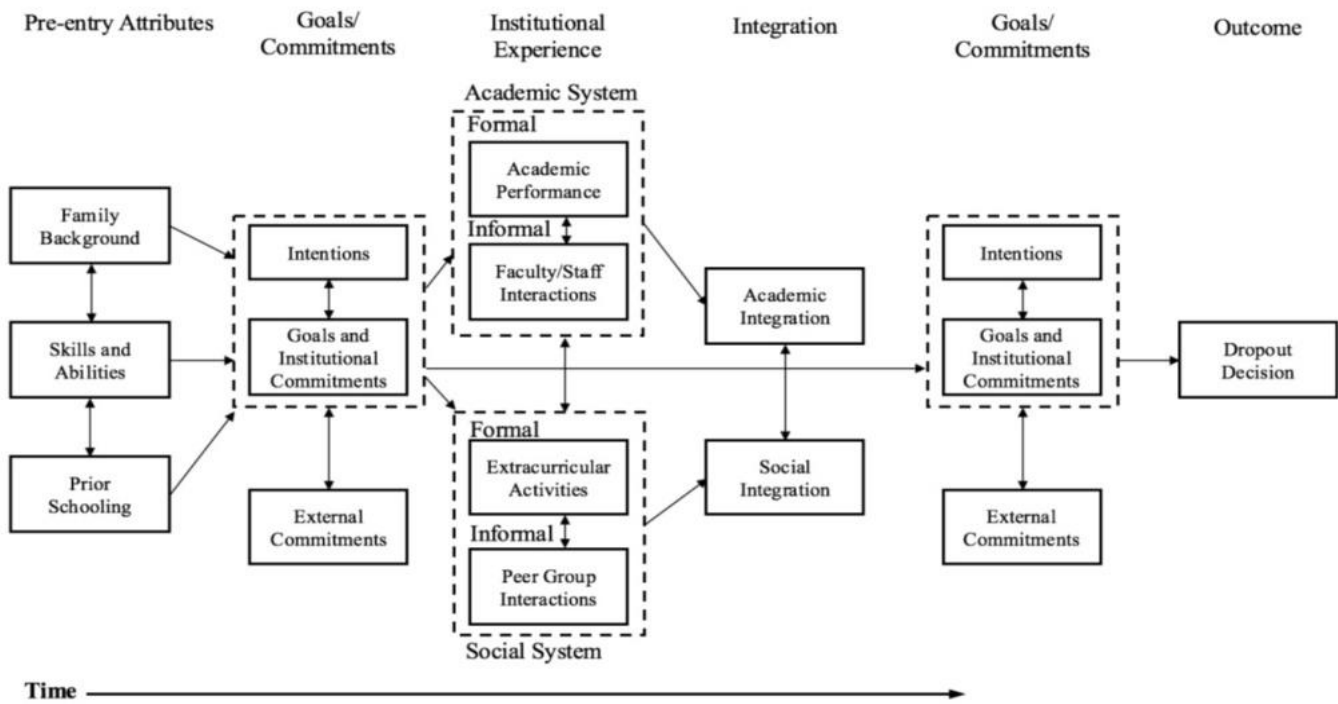 Pre-entry Attributes
Goals/
Commitments
Institutional
Experience
Integration
Goals/
Commitments
Outcome
Academic System
Formal
Academic
Performance
Informal
Faculty/Staff
Interactions
Family
Background
Skills and
Abilities
Prior
Schooling
Intentions
Goals and
Institutional
Commitments
External
Commitments
Formal
Extracurricular
Activities
Informal
Peer Group
Interactions
Social System
Academic
Integration
Social
Integration
Intentions
Goals and
Institutional
Commitments
External
Commitments
Dropout
Decision
Time